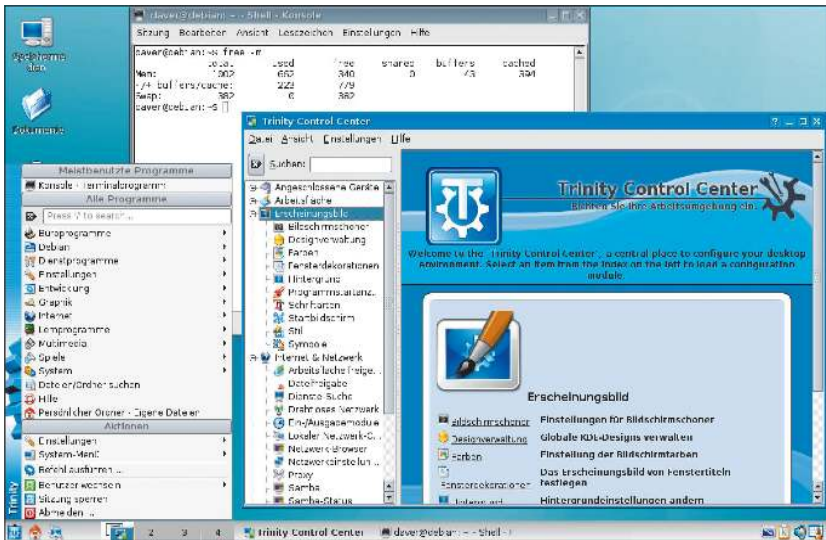 daver@debian: ~ - Shell - Konsole
Sitzung Bearbeiten Ansicht Lesezeichen Einstellungen Hilfe
daver@debian:~$ free -m
total used free shared buffers cached
Mem: 1002 662 340 0 43 394
-/+ buffers/cache: 223 779
Swap: 382 0 382
daver@debian:~$
Dokumente
Trinity Control Center
Datei Ansicht Einstellungen Hilfe
Suchen:
Angeschlossene Geräte
Arbeitsfläche
Erscheinungsbild
Bildschirmschoner
Designverwaltung
Farben
Fensterdekorationen
Hintergrund
Programmstartanz...
Schriftarten
Startbildschirm
Stil
Symbole
Internet & Netzwerk
Arbeitsfläche freige...
Dateifreigabe
Dienste-Suche
Drahtloses Netzwerk
Ein-/Ausgabemodule
Lokaler Netzwerk-C...
Netzwerk-Browser
Netzwerkeinstellun...
Proxy
Samba
Samba-Status
Trinity Control Center
Richten Sie Ihre Arbeitsumgebung ein.
Welcome to the "Trinity Control Center", a central place to configure your desktop
environment. Select an item from the index on the left to load a configuration
module.
Erscheinungsbild
Bildschirmschoner Einstellungen für Bildschirmschoner
Designverwaltung Globale KDE-Designs verwalten
Farben Einstellung der Bildschirmfarben
Fensterdekorationen Das Erscheinungsbild von Fenstertiteln
festlegen
Hintergrund Hintergrundeinstellungen ändern
Meistbenutzte Programme
Konsole - Terminalprogramm
Alle Programme
Press '/' to search...
Büroprogramme
Debian
Dienstprogramme
Einstellungen
Entwicklung
Graphik
Internet
Lernprogramme
Multimedia
Spiele
System
Dateien/Ordner suchen
Hilfe
Persönlicher Ordner - Eigene Dateien
Aktionen
Einstellungen
System-Menü
Befehl ausführen ...
Benutzer wechseln
Sitzung sperren
Abmelden ...
Trinity
2 3 4 Trinity Control Center daver@debian: ~ - Shell - K